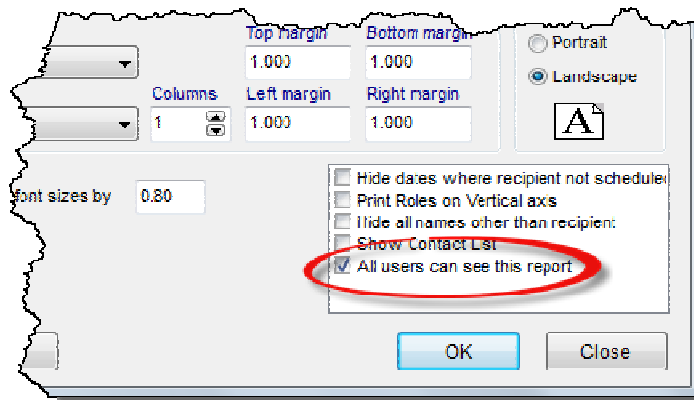 Top margin Bottom margin
Portrait
1.000 1.000
Landscape
Columns Left margin Right margin
1 1.000 1.000
A
font sizes by 0.80
Hide dates where recipient not scheduled
Print Roles on Vertical axis
Hide all names other than recipient
Show Contact List
All users can see this report
OK Close